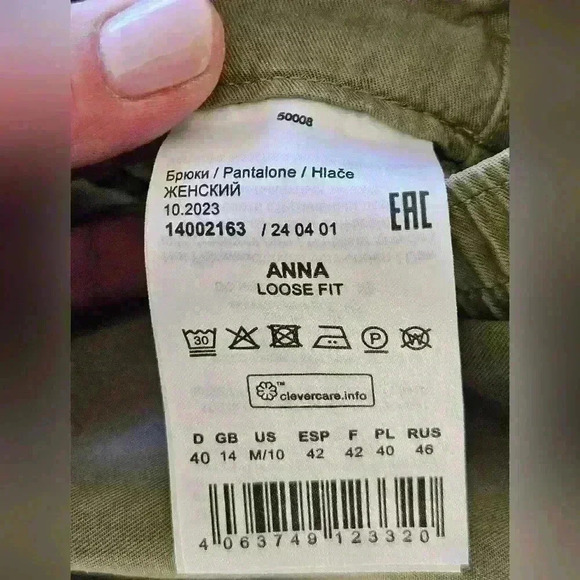 50008
Брюки / Pantalone / Hlače
ЖЕНСКИЙ
10.2023
14002163 / 24 04 01
EAC
ANNA
LOOSE FIT
30 P W
™ clevercare.info
D GB US ESP F PL RUS
40 14 M/10 42 42 40 46
4 063749 123320